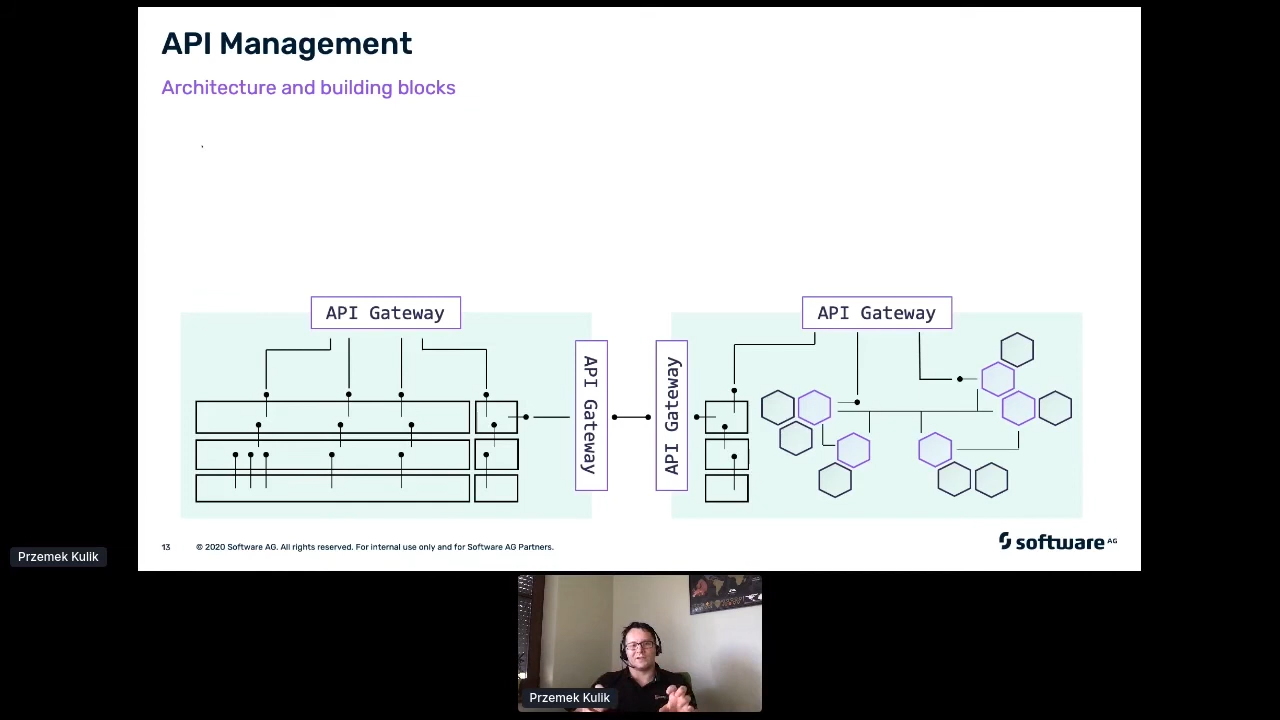 API Management
Architecture and building blocks
API Gateway
API Gateway
API Gateway
API Gateway
13
© 2020 Software AG. All rights reserved. For internal use only and for Software AG Partners.
software AG
Przemek Kulik
Przemek Kulik